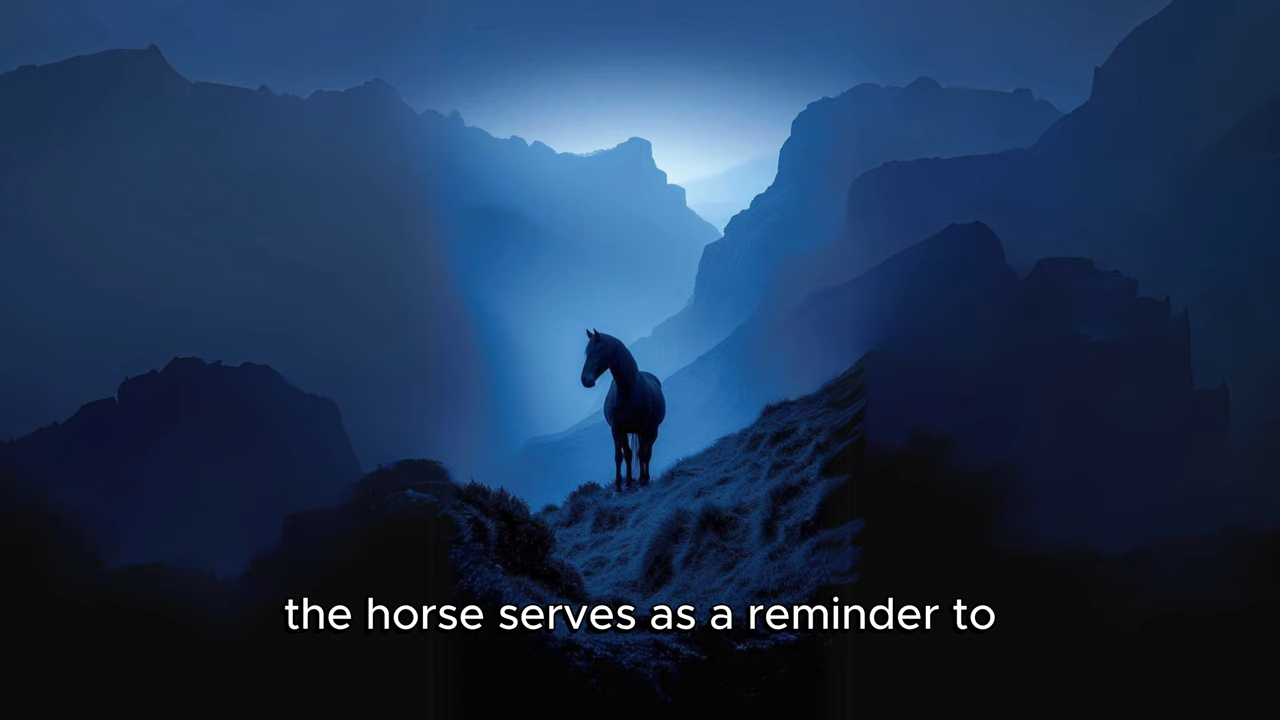 the horse serves as a reminder to